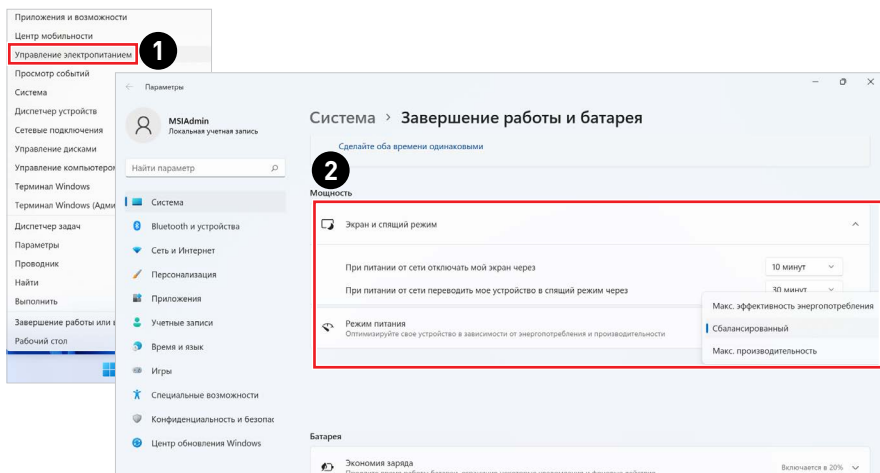 Приложения и возможности
Центр мобильности
Управление электропитанием
1
Просмотр событий
Система
Диспетчер устройств
Сетевые подключения
Управление дисками
Управление компьютером
Терминал Windows
Терминал Windows (Адми
Диспетчер задач
Параметры
Проводник
Найти
Выполнить
Завершение работы или в
Рабочий стол
Параметры
MSIAdmin
Локальная учетная запись
Найти параметр
Система
Bluetooth и устройства
Сеть и Интернет
Персонализация
Приложения
Учетные записи
Время и язык
Игры
Специальные возможности
Конфиденциальность и безопас
Центр обновления Windows
Система > Завершение работы и батарея
Сделайте оба времени одинаковыми
2
Мощность
Экран и спящий режим
При питании от сети отключать мой экран через 10 минут
При питании от сети переводить мое устройство в спящий режим через 30 минут
Режим питания
Оптимизируйте свое устройство в зависимости от энергопотребления и производительности
Макс. эффективность энергопотребления
Сбалансированный
Макс. производительность
Батарея
Экономия заряда
Включается в 20%